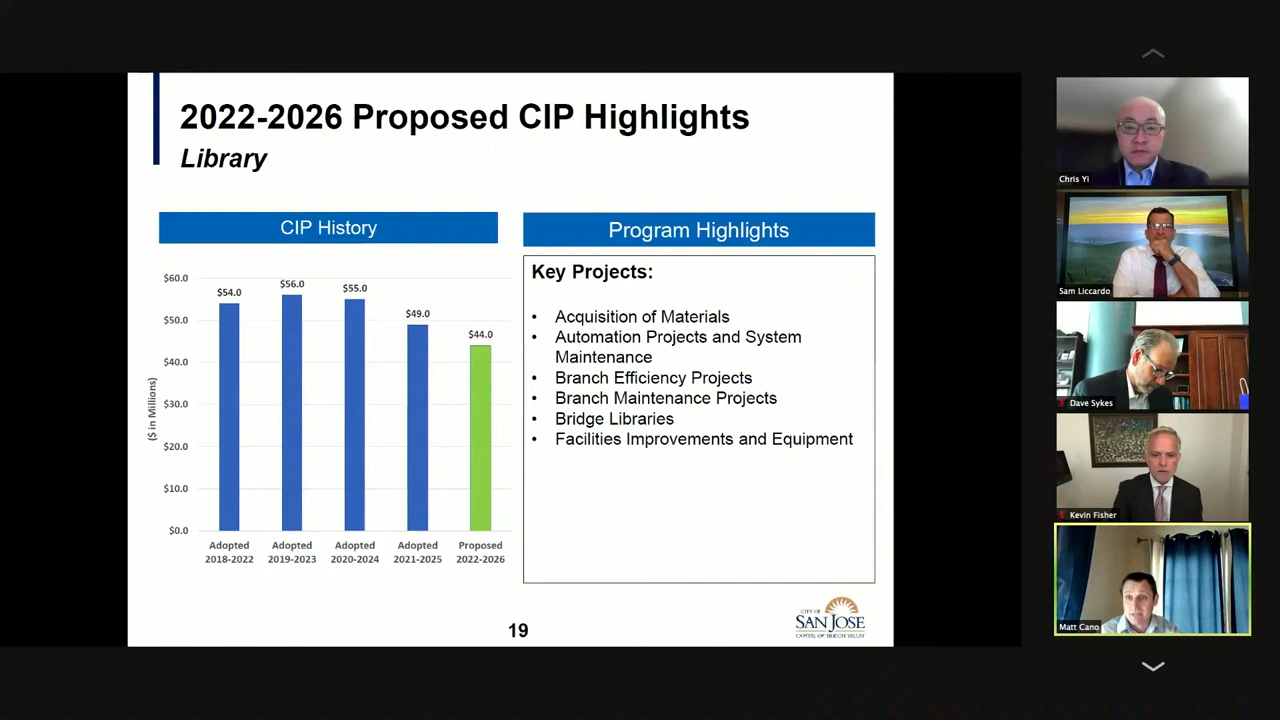 2022-2026 Proposed CIP Highlights
Library
CIP History
Program Highlights
($ in Millions)
$60.0
$50.0
$40.0
$30.0
$20.0
$10.0
$0.0
$54.0
$56.0
$55.0
$49.0
$44.0
Adopted 2018-2022
Adopted 2019-2023
Adopted 2020-2024
Adopted 2021-2025
Proposed 2022-2026
Key Projects:
• Acquisition of Materials
• Automation Projects and System
Maintenance
• Branch Efficiency Projects
• Branch Maintenance Projects
• Bridge Libraries
• Facilities Improvements and Equipment
19
CITY OF
SAN JOSE
CAPITAL OF SILICON VALLEY
Chris Yi
Sam Liccardo
Dave Sykes
Kevin Fisher
Matt Cano